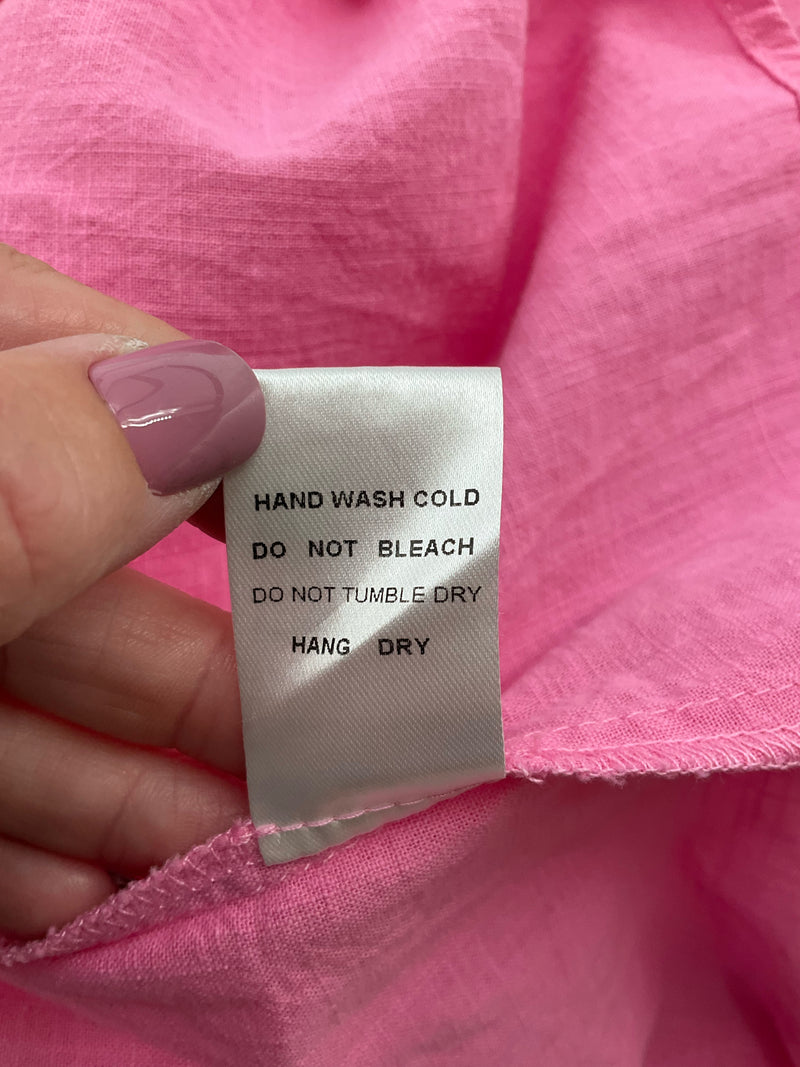 HAND WASH COLD
DO NOT BLEACH
DO NOT TUMBLE DRY
HANG DRY